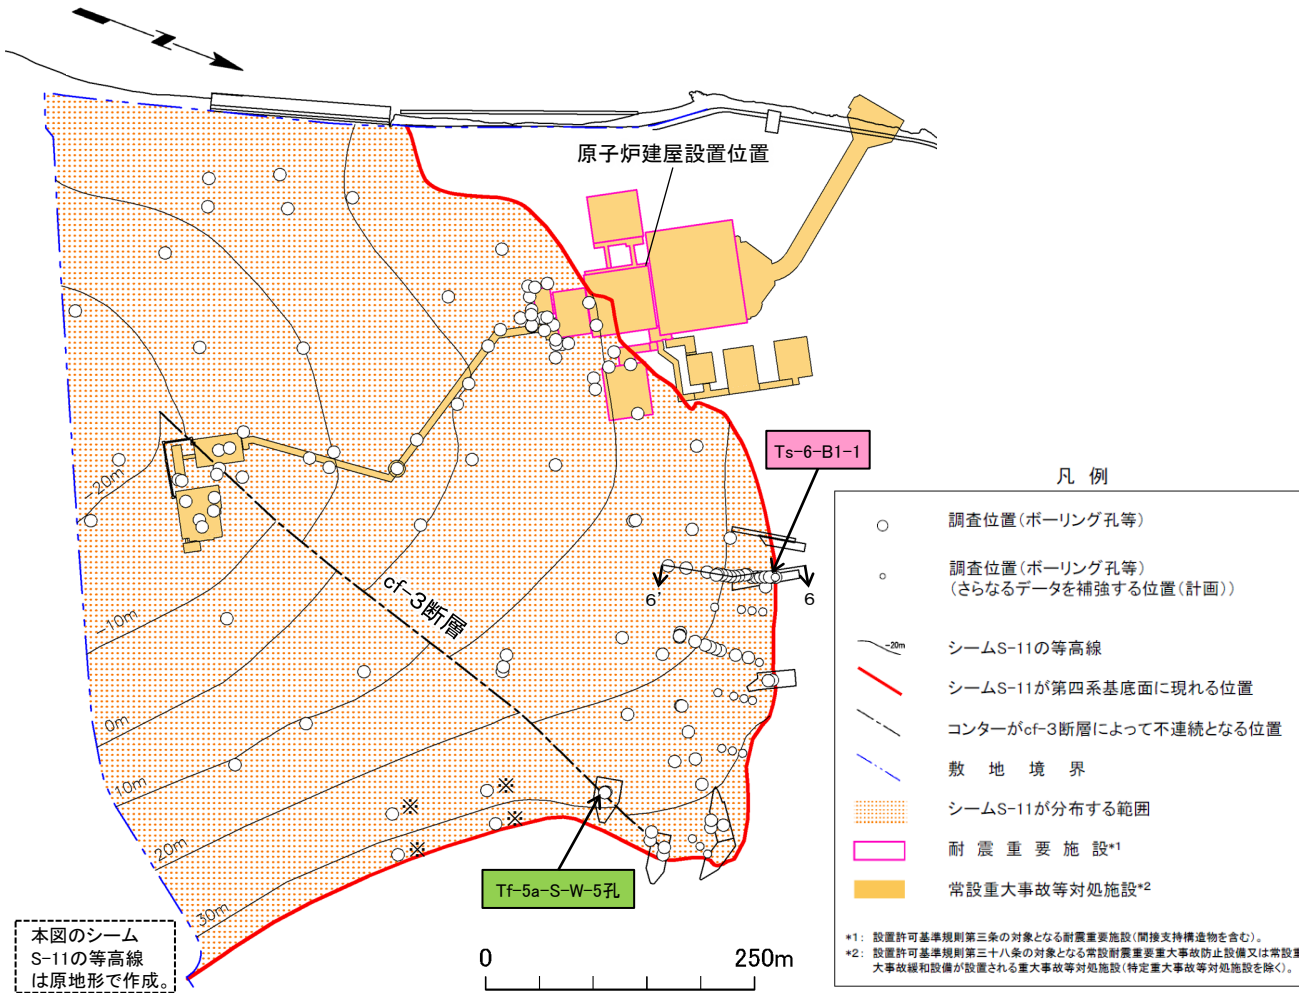 原子炉建屋設置位置
Ts-6-B1-1
-20m
6'
6
cf-3断層
-10m
0m
10m
20m
30m
※
※
※
※
Tf-5a-S-W-5孔
本図のシーム
S-11の等高線
は原地形で作成。
0
250m
凡 例
調査位置(ボーリング孔等)
調査位置(ボーリング孔等)
(さらなるデータを補強する位置(計画))
-20m
シームS-11の等高線
シームS-11が第四系基底面に現れる位置
コンターがcf-3断層によって不連続となる位置
敷 地 境 界
シームS-11が分布する範囲
耐 震 重 要 施 設*1
常設重大事故等対処施設*2
*1: 設置許可基準規則第三条の対象となる耐震重要施設(間接支持構造物を含む)。
*2: 設置許可基準規則第三十八条の対象となる常設耐震重要重大事故防止設備又は常設重
大事故緩和設備が設置される重大事故等対処施設(特定重大事故等対処施設を除く)。